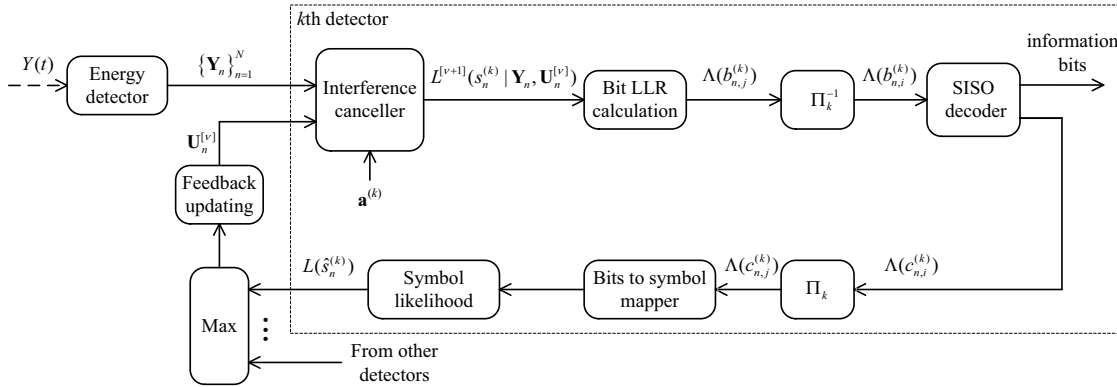 kth detector
Y(t)
Energy
detector
{Y_n}_{n=1}^{N}
Interference
canceller
L^{[ν+1]}(s_n^{(k)} | Y_n, U_n^{[ν]})
Bit LLR
calculation
Λ(b_{n,j}^{(k)})
Π_k^{-1}
Λ(b_{n,i}^{(k)})
SISO
decoder
information
bits
U_n^{[ν]}
Feedback
updating
a^{(k)}
Max
L(ŝ_n^{(k)})
Symbol
likelihood
Bits to symbol
mapper
Λ(c_{n,j}^{(k)})
Π_k
Λ(c_{n,i}^{(k)})
⋮
From other
detectors